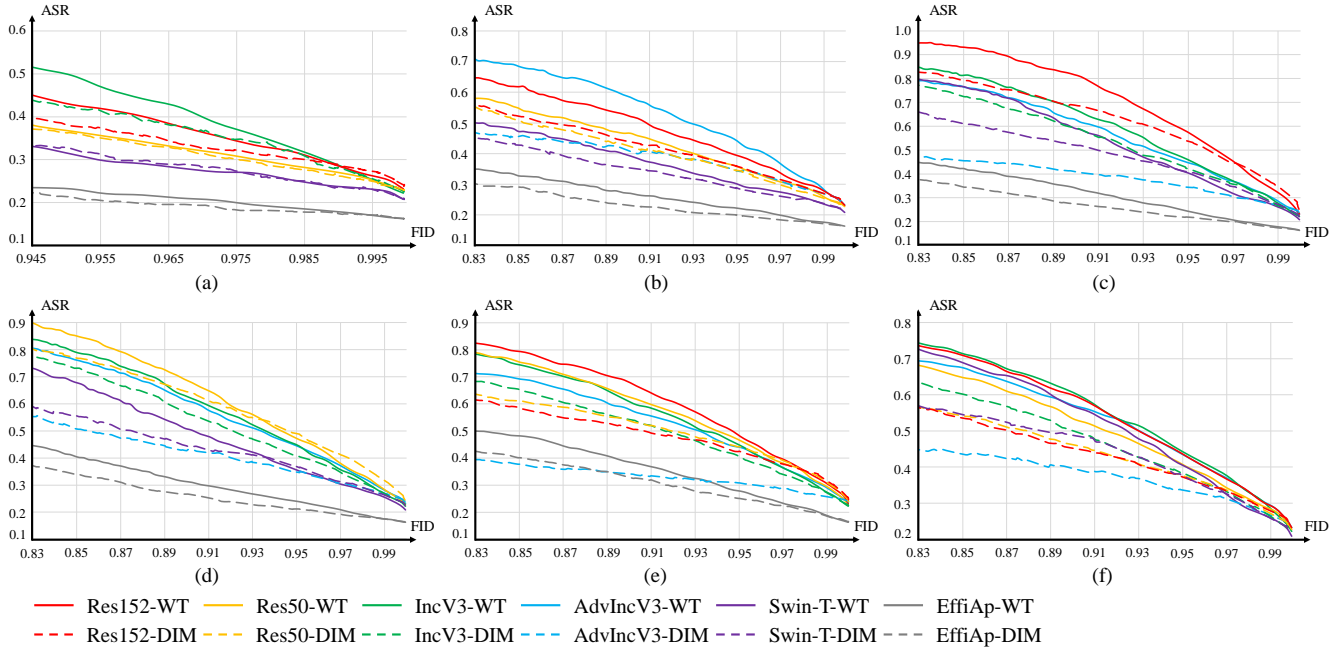 ASR ASR ASR
0.6 0.8 1.0
0.9
0.7
0.5 0.8
0.6
0.7
0.4 0.5 0.6
0.5
0.3 0.4
0.4
0.3
0.2 0.3
0.2
0.2
0.1 FID 0.1 FID 0.1 FID
0.945 0.955 0.965 0.975 0.985 0.995 0.83 0.85 0.87 0.89 0.91 0.93 0.95 0.97 0.99 0.83 0.85 0.87 0.89 0.91 0.93 0.95 0.97 0.99
(a) (b) (c)
ASR ASR ASR
0.9 0.9 0.8
0.8 0.8
0.7
0.7 0.7
0.6 0.6 0.6
0.5 0.5 0.5
0.4 0.4
0.4
0.3 0.3
0.2 0.2 0.3
0.1 FID 0.1 FID 0.2 FID
0.83 0.85 0.87 0.89 0.91 0.93 0.95 0.97 0.99 0.83 0.85 0.87 0.89 0.91 0.93 0.95 0.97 0.99 0.83 0.85 0.87 0.89 0.91 0.93 0.95 0.97 0.99
(d) (e) (f)
Res152-WT Res50-WT IncV3-WT AdvIncV3-WT Swin-T-WT EffiAp-WT
Res152-DIM Res50-DIM IncV3-DIM AdvIncV3-DIM Swin-T-DIM EffiAp-DIM